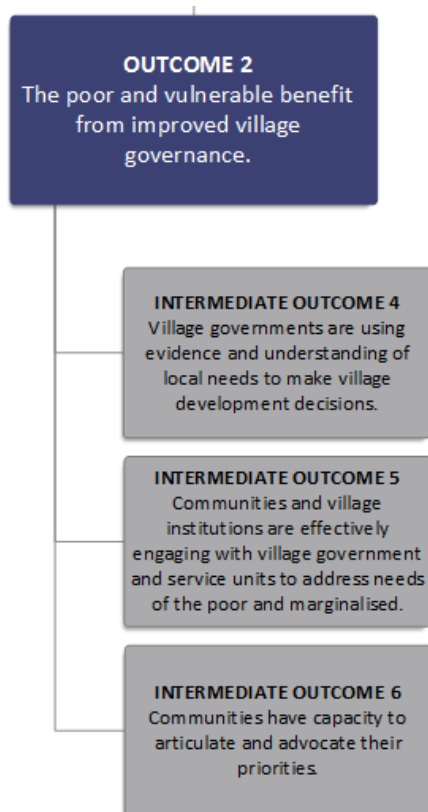 OUTCOME 2
The poor and vulnerable benefit
from improved village
governance.
INTERMEDIATE OUTCOME 4
Village governments are using
evidence and understanding of
local needs to make village
development decisions.
INTERMEDIATE OUTCOME 5
Communities and village
institutions are effectively
engaging with village government
and service units to address needs
of the poor and marginalised.
INTERMEDIATE OUTCOME 6
Communities have capacity to
articulate and advocate their
priorities.